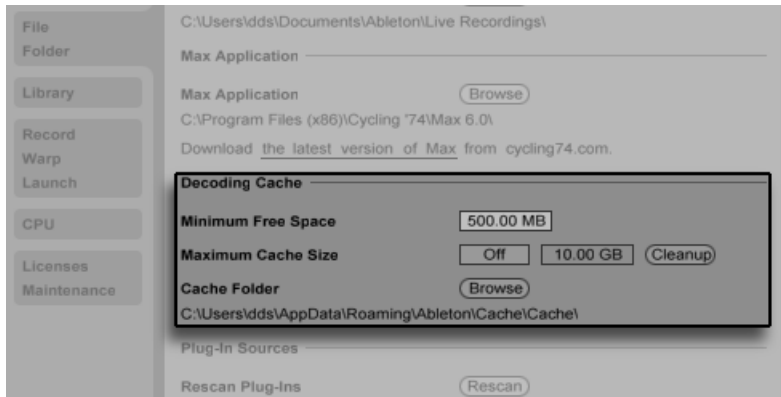 File
Folder
Library
Record
Warp
Launch
CPU
Licenses
Maintenance
C:\Users\dds\Documents\Ableton\Live Recordings\
Max Application
Max Application Browse
C:\Program Files (x86)\Cycling '74\Max 6.0\
Download the latest version of Max from cycling74.com.
Decoding Cache
Minimum Free Space 500.00 MB
Maximum Cache Size Off 10.00 GB Cleanup
Cache Folder Browse
C:\Users\dds\AppData\Roaming\Ableton\Cache\Cache\
Plug-In Sources
Rescan Plug-Ins Rescan